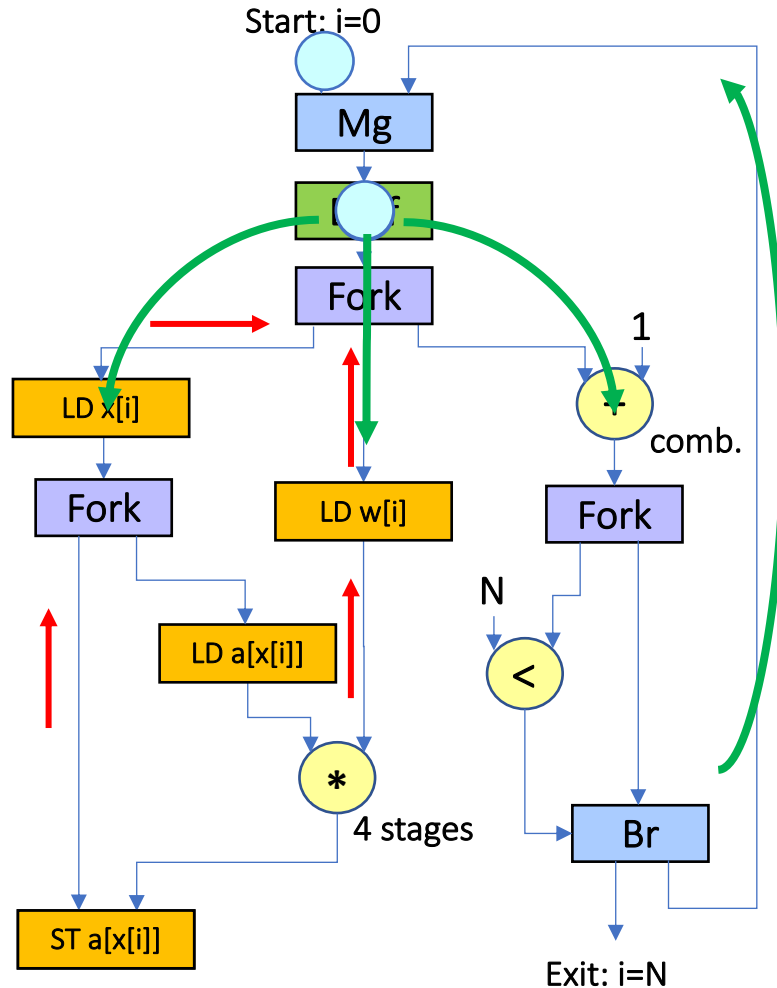 Start: i=0
Mg
Fork
1
LD x[i]
+
comb.
Fork
LD w[i]
Fork
N
LD a[x[i]]
<
*
4 stages
Br
ST a[x[i]]
Exit: i=N